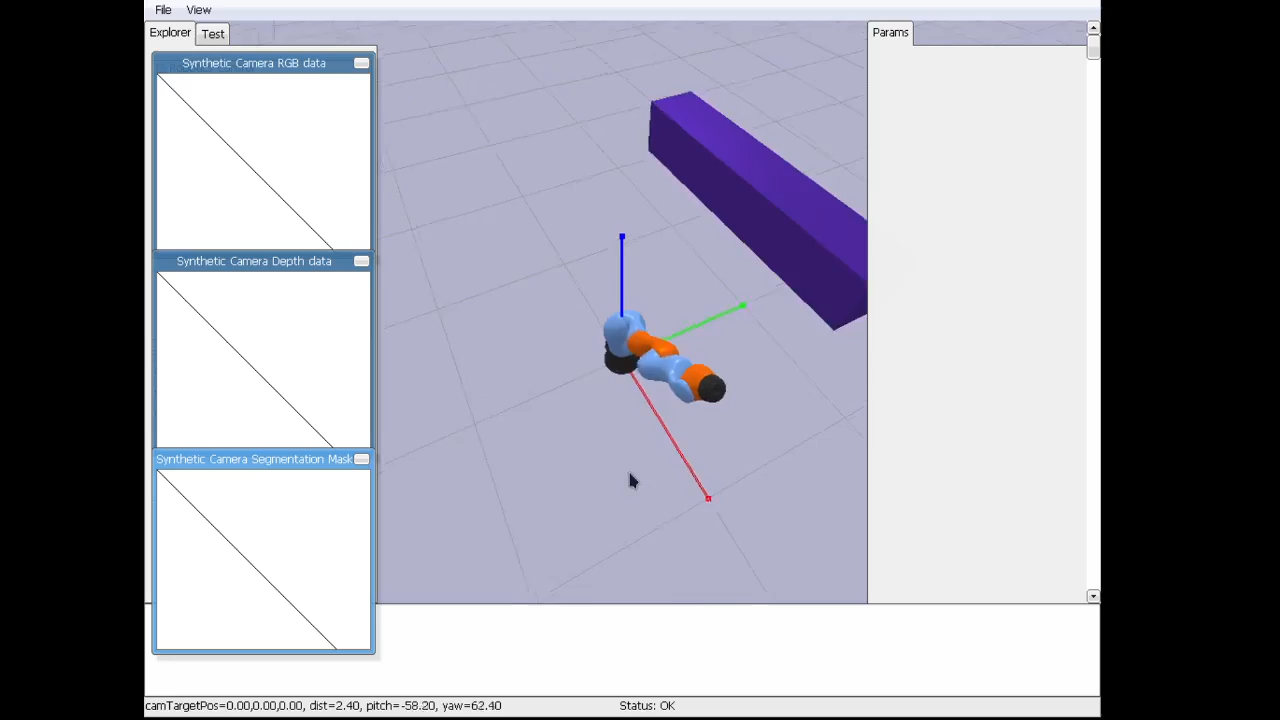 File View
Explorer Test
Params
Synthetic Camera RGB data
Synthetic Camera Depth data
Synthetic Camera Segmentation Mask
camTargetPos=0.00,0.00,0.00, dist=2.40, pitch=-58.20, yaw=62.40 Status: OK